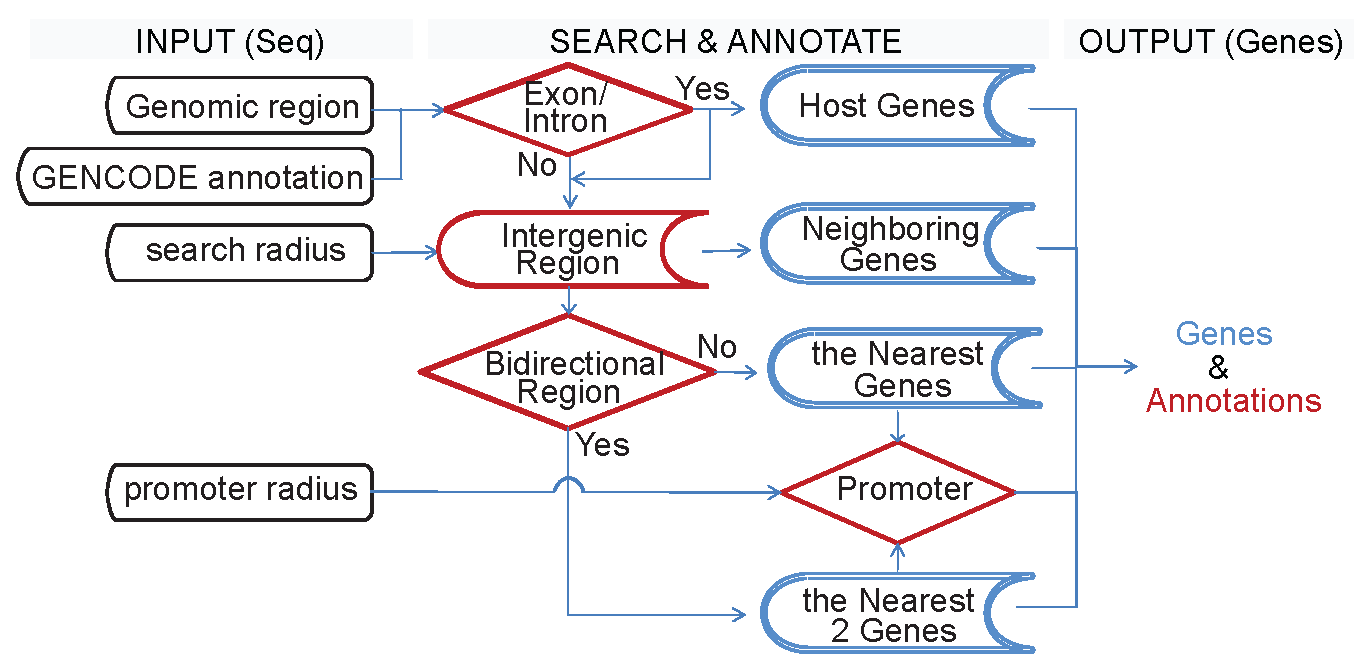 INPUT (Seq)
SEARCH & ANNOTATE
OUTPUT (Genes)
Genomic region
GENCODE annotation
search radius
promoter radius
Exon/
Intron
Yes
No
Intergenic
Region
Bidirectional
Region
No
Yes
Host Genes
Neighboring
Genes
the Nearest
Genes
Promoter
the Nearest
2 Genes
Genes
&
Annotations